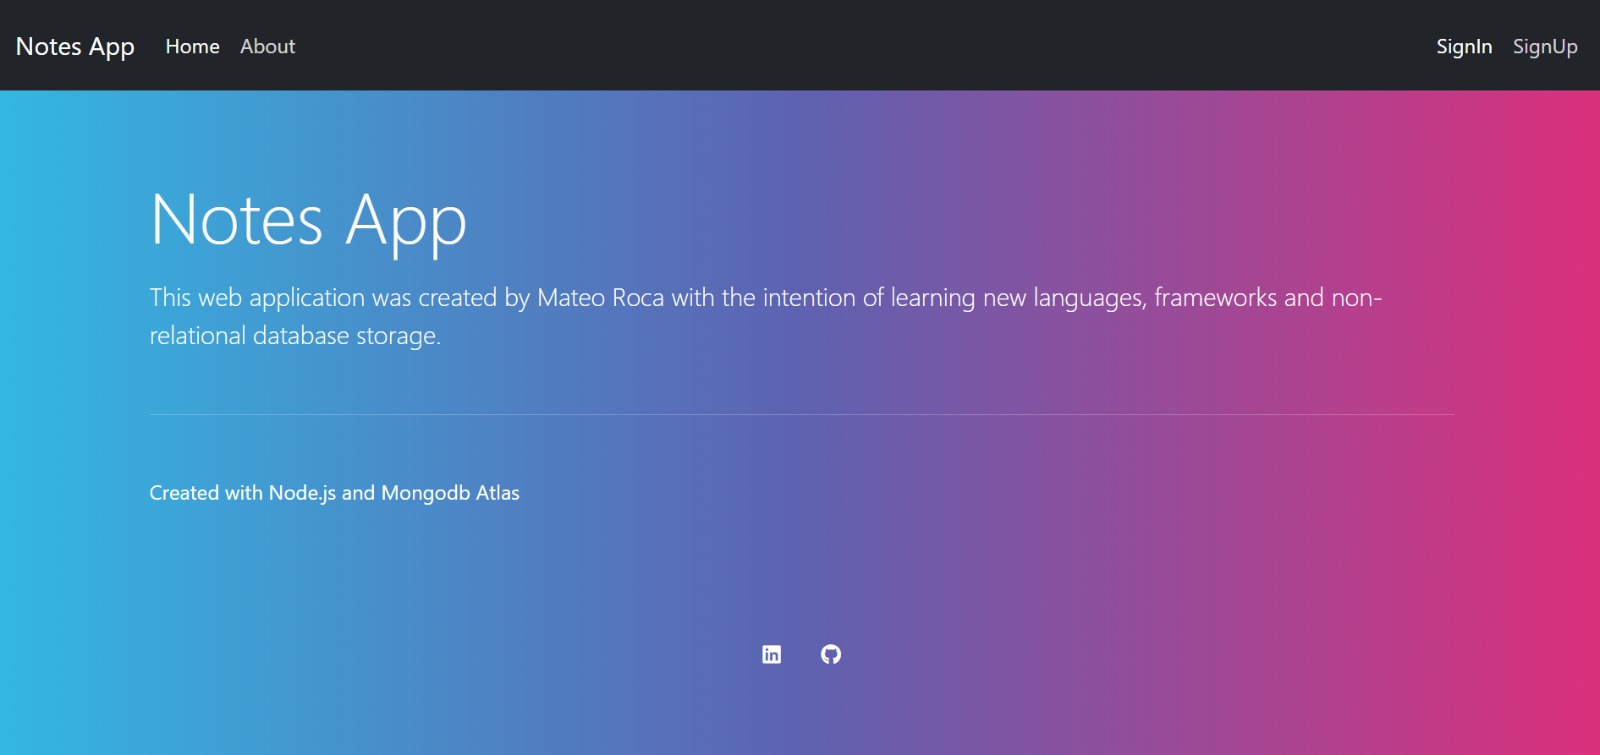 Notes App Home About SignIn SignUp
Notes App
This web application was created by Mateo Roca with the intention of learning new languages, frameworks and non-
relational database storage.
Created with Node.js and Mongodb Atlas
in